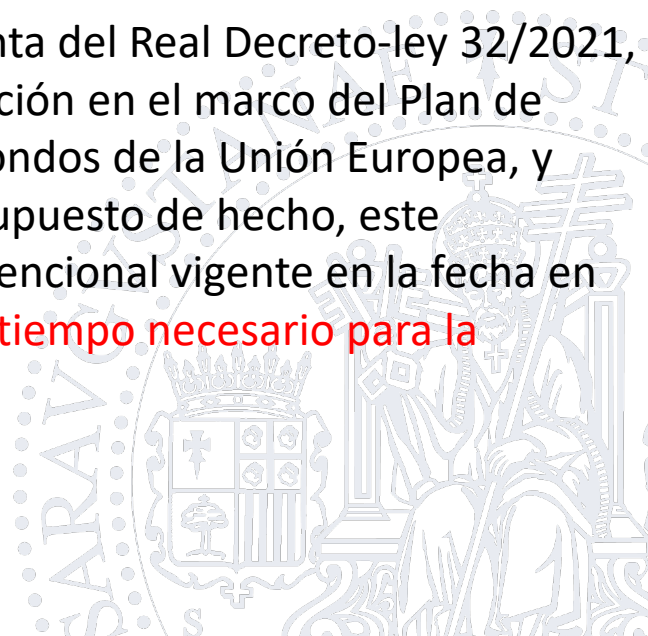 nta del Real Decreto-ley 32/2021,
ción en el marco del Plan de
ondos de la Unión Europea, y
upuesto de hecho, este
encional vigente en la fecha en
tiempo necesario para la